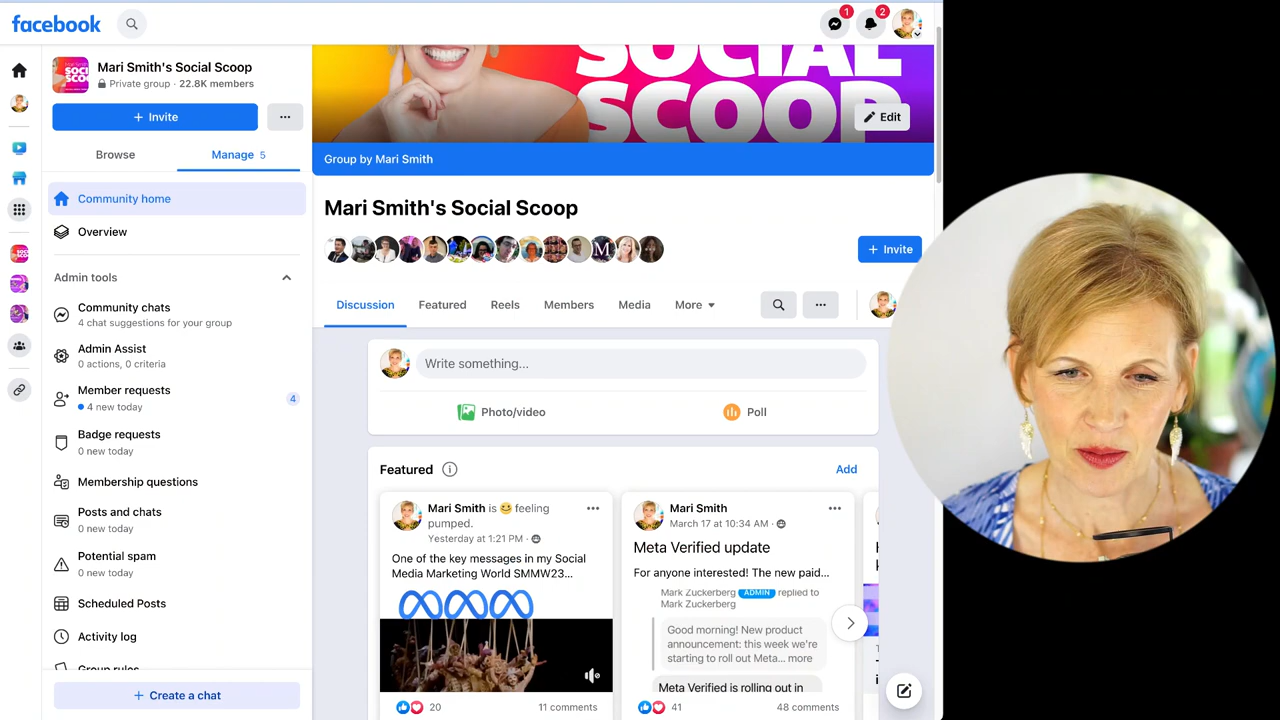 facebook
1
2
Mari Smith's Social Scoop
Private group · 22.8K members
+ Invite
Browse
Manage 5
Community home
Overview
Admin tools
Community chats
4 chat suggestions for your group
Admin Assist
0 actions, 0 criteria
Member requests
4 new today
4
Badge requests
0 new today
Membership questions
Posts and chats
0 new today
Potential spam
0 new today
Scheduled Posts
Activity log
Group rules
+ Create a chat
SOCIAL
SCOOP
Edit
Group by Mari Smith
Mari Smith's Social Scoop
M
+ Invite
Discussion
Featured
Reels
Members
Media
More
Write something...
Photo/video
Poll
Featured
Add
Mari Smith is 😄 feeling
pumped.
Yesterday at 1:21 PM ·
One of the key messages in my Social
Media Marketing World SMMW23...
20
11 comments
Mari Smith
March 17 at 10:34 AM ·
Meta Verified update
For anyone interested! The new paid...
Mark Zuckerberg ADMIN replied to
Mark Zuckerberg
Good morning! New product
announcement: this week we're
starting to roll out Meta... more
Meta Verified is rolling out in
41
48 comments